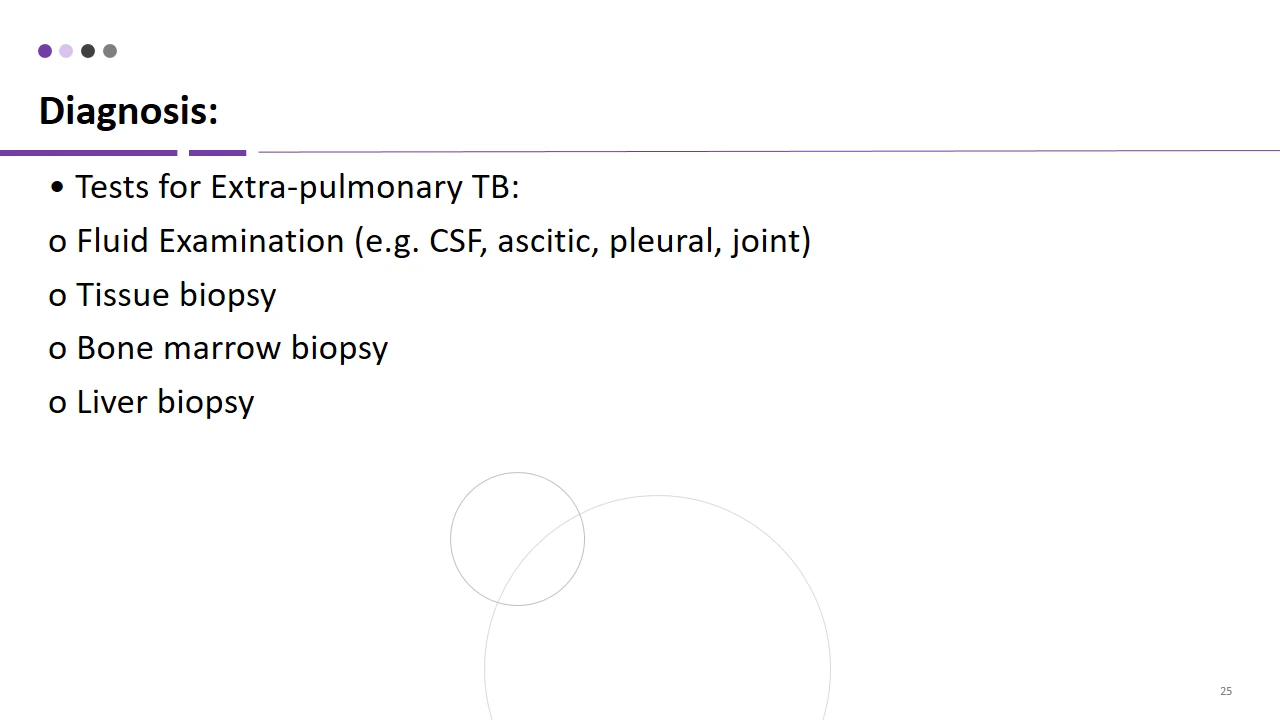 Diagnosis:
• Tests for Extra-pulmonary TB:
o Fluid Examination (e.g. CSF, ascitic, pleural, joint)
o Tissue biopsy
o Bone marrow biopsy
o Liver biopsy
25